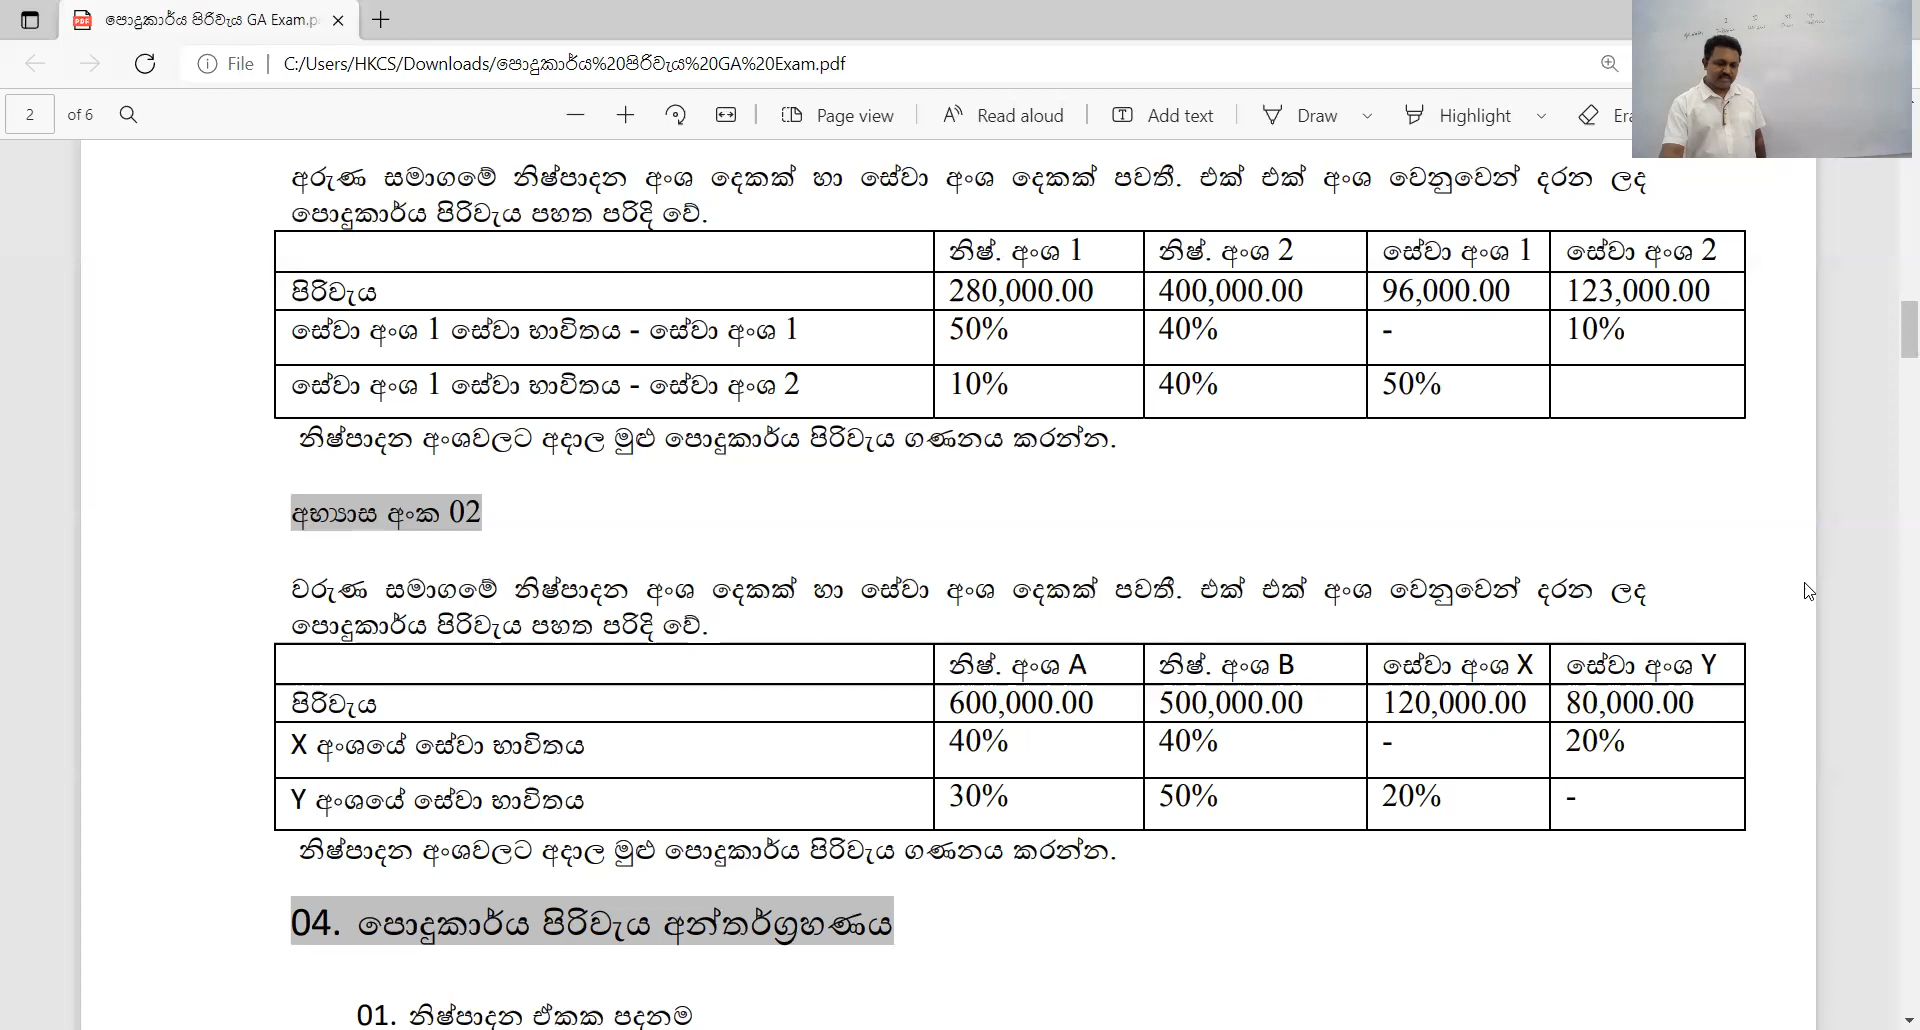 පොදුකාර්ය පිරිවැය GA Exam.p
File C:/Users/HKCS/Downloads/පොදුකාර්ය%20පිරිවැය%20GA%20Exam.pdf
2 of 6 Page view Read aloud Add text Draw Highlight Era
අරුණ සමාගමේ නිෂ්පාදන අංශ දෙකක් හා සේවා අංශ දෙකක් පවතී. එක් එක් අංශ වෙනුවෙන් දරන ලද
පොදුකාර්ය පිරිවැය පහත පරිදි වේ.
නිෂ්. අංශ 1 නිෂ්. අංශ 2 සේවා අංශ 1 සේවා අංශ 2
පිරිවැය 280,000.00 400,000.00 96,000.00 123,000.00
සේවා අංශ 1 සේවා භාවිතය - සේවා අංශ 1 50% 40% - 10%
සේවා අංශ 1 සේවා භාවිතය - සේවා අංශ 2 10% 40% 50%
නිෂ්පාදන අංශවලට අදාල මුළු පොදුකාර්ය පිරිවැය ගණනය කරන්න.
අභ්‍යාස අංක 02
වරුණ සමාගමේ නිෂ්පාදන අංශ දෙකක් හා සේවා අංශ දෙකක් පවතී. එක් එක් අංශ වෙනුවෙන් දරන ලද
පොදුකාර්ය පිරිවැය පහත පරිදි වේ.
නිෂ්. අංශ A නිෂ්. අංශ B සේවා අංශ X සේවා අංශ Y
පිරිවැය 600,000.00 500,000.00 120,000.00 80,000.00
X අංශයේ සේවා භාවිතය 40% 40% - 20%
Y අංශයේ සේවා භාවිතය 30% 50% 20% -
නිෂ්පාදන අංශවලට අදාල මුළු පොදුකාර්ය පිරිවැය ගණනය කරන්න.
04. පොදුකාර්ය පිරිවැය අන්තර්ග්‍රහණය
01. නිෂ්පාදන ඒකක පදනම